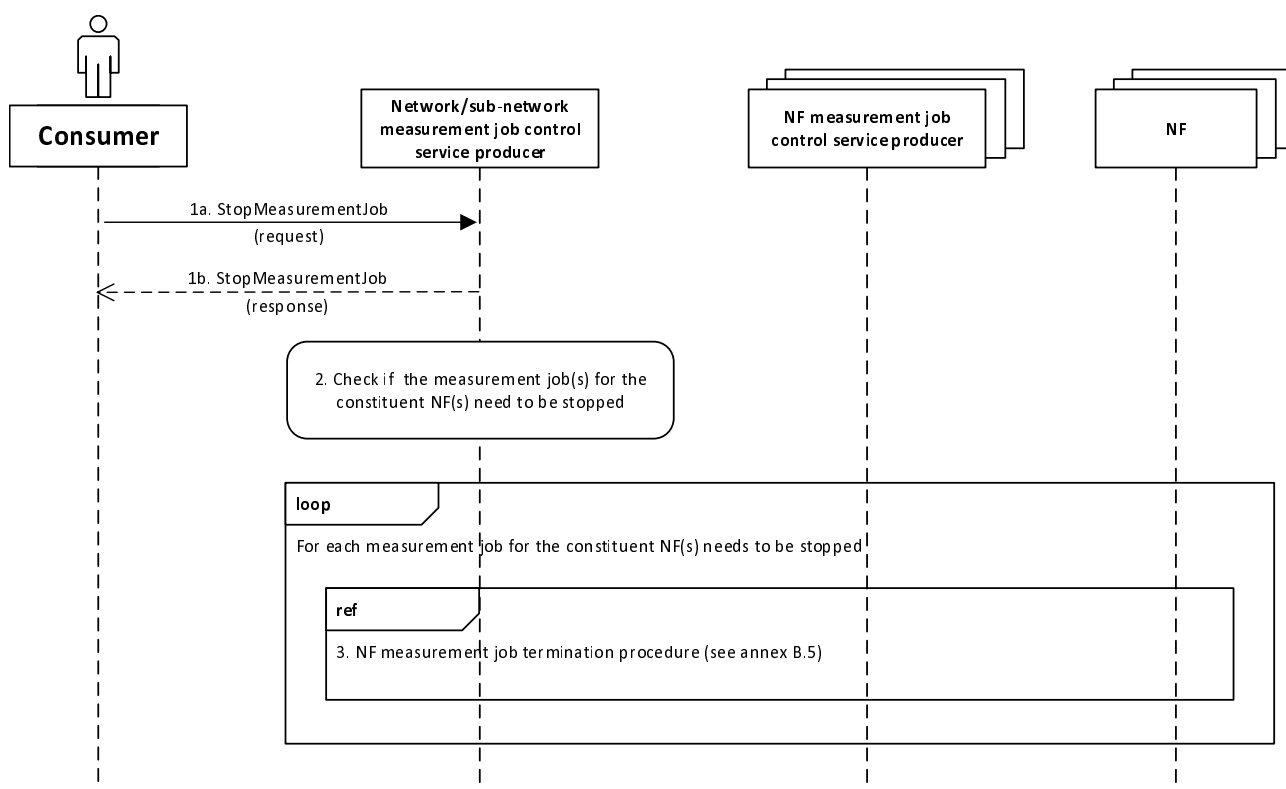 Consumer
Network/sub-network
measurement job control
service producer
NF measurement job
control service producer
NF
1a. StopMeasurementJob
(request)
1b. StopMeasurementJob
(response)
2. Check if the measurement job(s) for the
constituent NF(s) need to be stopped
loop
For each measurement job for the constituent NF(s) needs to be stopped
ref
3. NF measurement job termination procedure (see annex B.5)